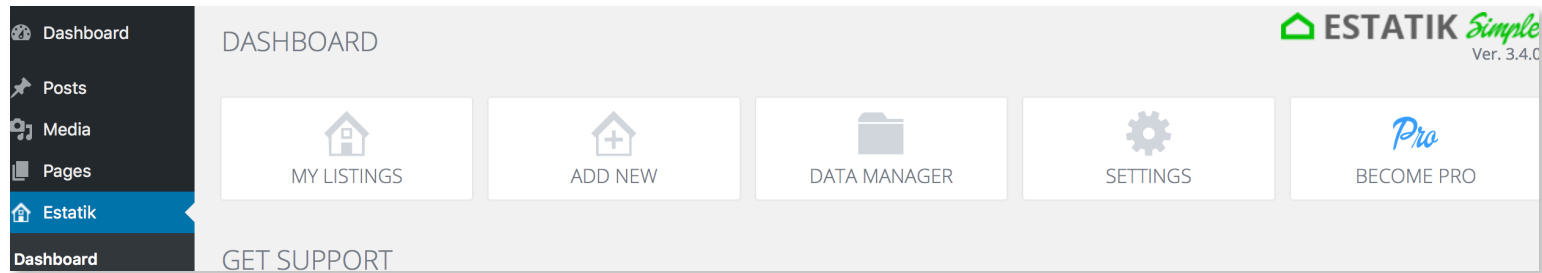 Dashboard
Posts
Media
Pages
Estatik
Dashboard
DASHBOARD
ESTATIK Simple
Ver. 3.4.0
MY LISTINGS
ADD NEW
DATA MANAGER
SETTINGS
Pro
BECOME PRO
GET SUPPORT